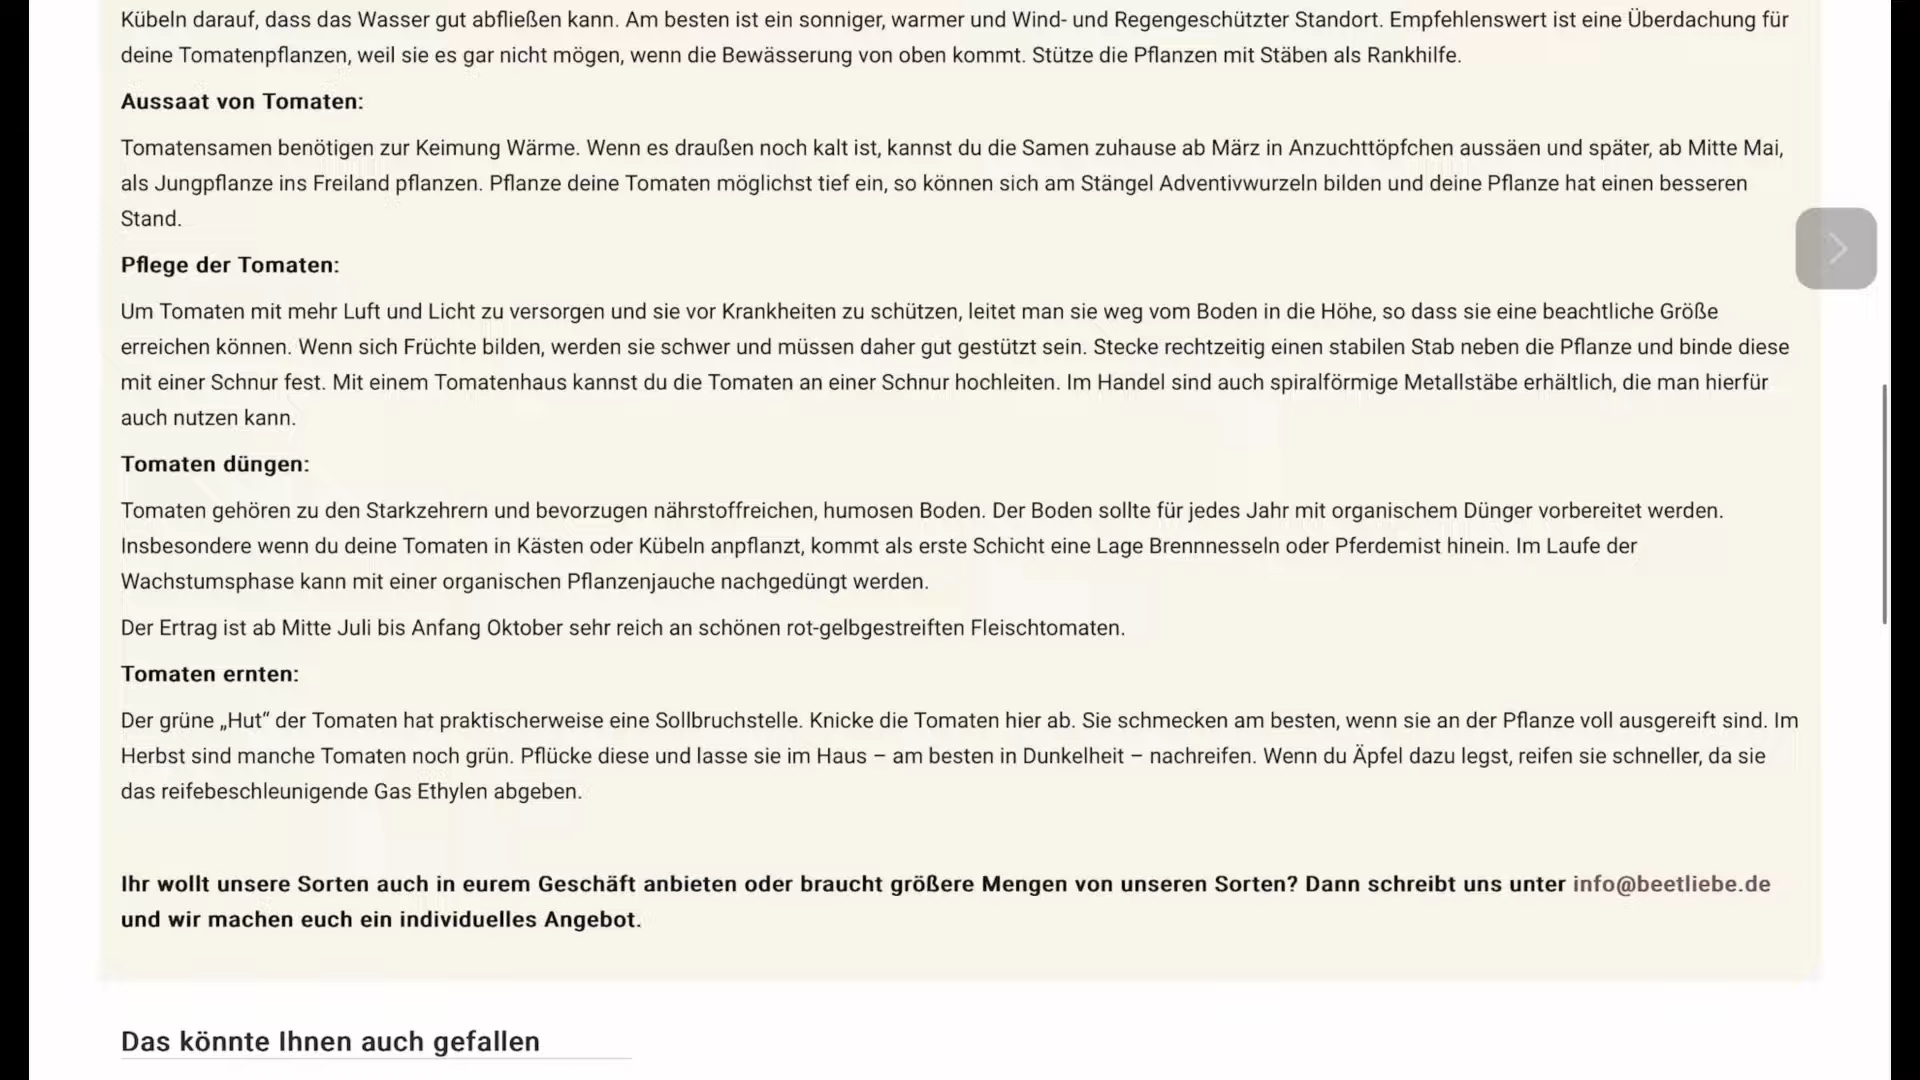 Kübeln darauf, dass das Wasser gut abfließen kann. Am besten ist ein sonniger, warmer und Wind- und Regengeschützter Standort. Empfehlenswert ist eine Überdachung für
deine Tomatenpflanzen, weil sie es gar nicht mögen, wenn die Bewässerung von oben kommt. Stütze die Pflanzen mit Stäben als Rankhilfe.
Aussaat von Tomaten:
Tomatensamen benötigen zur Keimung Wärme. Wenn es draußen noch kalt ist, kannst du die Samen zuhause ab März in Anzuchttöpfchen aussäen und später, ab Mitte Mai,
als Jungpflanze ins Freiland pflanzen. Pflanze deine Tomaten möglichst tief ein, so können sich am Stängel Adventivwurzeln bilden und deine Pflanze hat einen besseren
Stand.
Pflege der Tomaten:
Um Tomaten mit mehr Luft und Licht zu versorgen und sie vor Krankheiten zu schützen, leitet man sie weg vom Boden in die Höhe, so dass sie eine beachtliche Größe
erreichen können. Wenn sich Früchte bilden, werden sie schwer und müssen daher gut gestützt sein. Stecke rechtzeitig einen stabilen Stab neben die Pflanze und binde diese
mit einer Schnur fest. Mit einem Tomatenhaus kannst du die Tomaten an einer Schnur hochleiten. Im Handel sind auch spiralförmige Metallstäbe erhältlich, die man hierfür
auch nutzen kann.
Tomaten düngen:
Tomaten gehören zu den Starkzehrern und bevorzugen nährstoffreichen, humosen Boden. Der Boden sollte für jedes Jahr mit organischem Dünger vorbereitet werden.
Insbesondere wenn du deine Tomaten in Kästen oder Kübeln anpflanzt, kommt als erste Schicht eine Lage Brennnesseln oder Pferdemist hinein. Im Laufe der
Wachstumsphase kann mit einer organischen Pflanzenjauche nachgedüngt werden.
Der Ertrag ist ab Mitte Juli bis Anfang Oktober sehr reich an schönen rot-gelbgestreiften Fleischtomaten.
Tomaten ernten:
Der grüne „Hut“ der Tomaten hat praktischerweise eine Sollbruchstelle. Knicke die Tomaten hier ab. Sie schmecken am besten, wenn sie an der Pflanze voll ausgereift sind. Im
Herbst sind manche Tomaten noch grün. Pflücke diese und lasse sie im Haus – am besten in Dunkelheit – nachreifen. Wenn du Äpfel dazu legst, reifen sie schneller, da sie
das reifebeschleunigende Gas Ethylen abgeben.
Ihr wollt unsere Sorten auch in eurem Geschäft anbieten oder braucht größere Mengen von unseren Sorten? Dann schreibt uns unter info@beetliebe.de
und wir machen euch ein individuelles Angebot.
Das könnte Ihnen auch gefallen